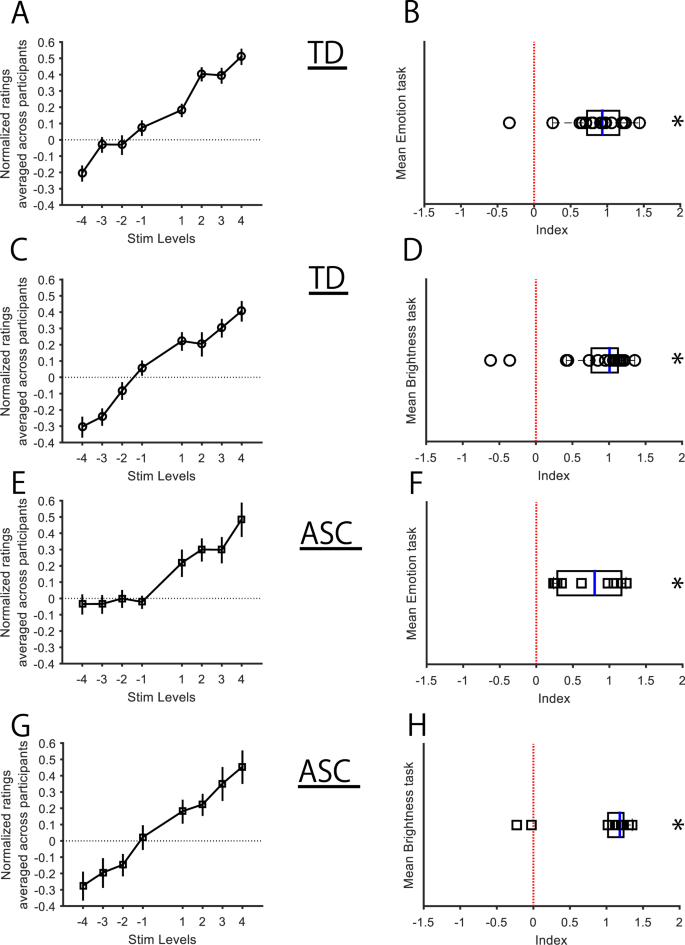 A
TD
B
Normalized ratings
averaged across participants
0.6
0.5
0.4
0.3
0.2
0.1
0
-0.1
-0.2
-0.3
-0.4
-4 -3 -2 -1 1 2 3 4
Stim Levels
Mean Emotion task
*
-1.5 -1 -0.5 0 0.5 1 1.5 2
Index
C
TD
D
Normalized ratings
averaged across participants
0.6
0.5
0.4
0.3
0.2
0.1
0
-0.1
-0.2
-0.3
-0.4
-4 -3 -2 -1 1 2 3 4
Stim Levels
Mean Brightness task
*
-1.5 -1 -0.5 0 0.5 1 1.5 2
Index
E
ASC
F
Normalized ratings
averaged across participants
0.6
0.5
0.4
0.3
0.2
0.1
0
-0.1
-0.2
-0.3
-0.4
-4 -3 -2 -1 1 2 3 4
Stim Levels
Mean Emotion task
*
-1.5 -1 -0.5 0 0.5 1 1.5 2
Index
G
ASC
H
Normalized ratings
averaged across participants
0.6
0.5
0.4
0.3
0.2
0.1
0
-0.1
-0.2
-0.3
-0.4
-4 -3 -2 -1 1 2 3 4
Stim Levels
Mean Brightness task
*
-1.5 -1 -0.5 0 0.5 1 1.5 2
Index